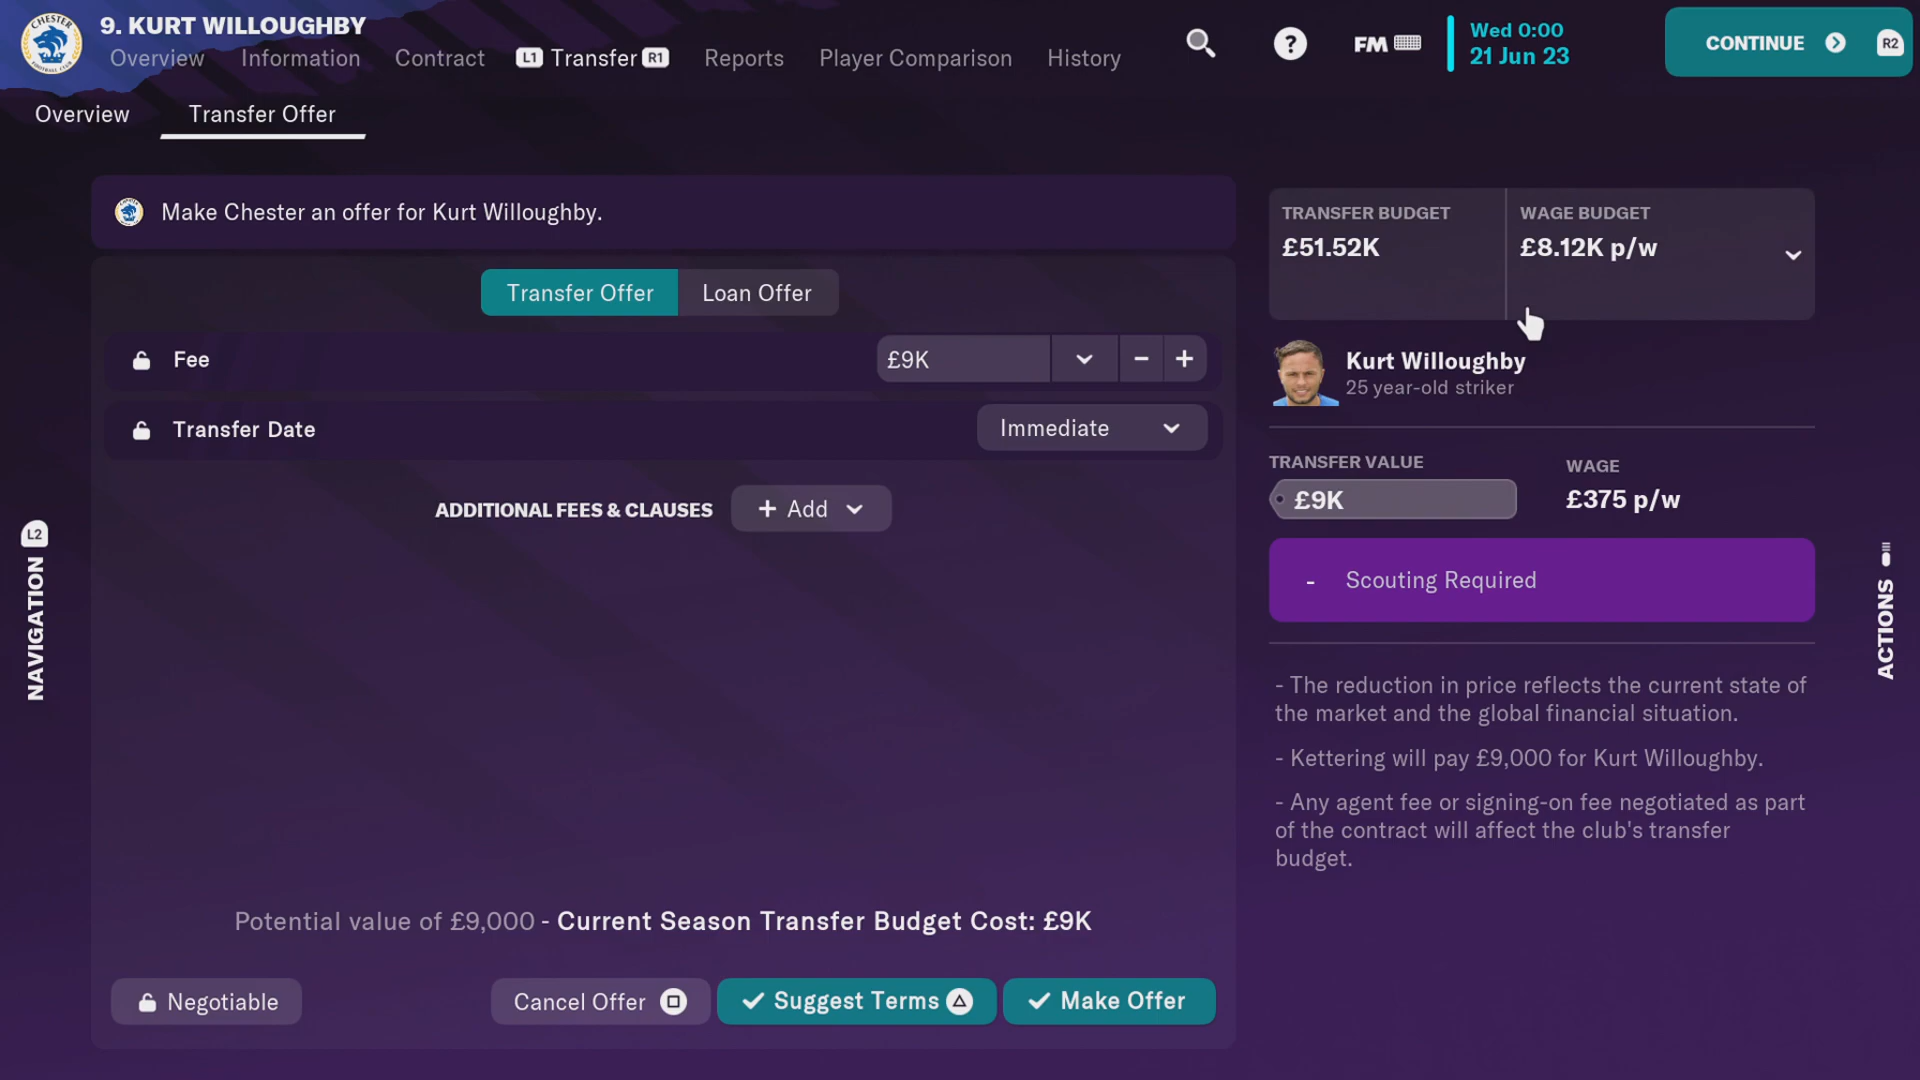 9. KURT WILLOUGHBY
Overview Information Contract L1 Transfer R1 Reports Player Comparison History
? FM Wed 0:00
21 Jun 23
CONTINUE R2
CHESTER
FOOTBALL CLUB
Overview Transfer Offer
Make Chester an offer for Kurt Willoughby.
Transfer Offer Loan Offer
Fee £9K - +
Transfer Date Immediate
ADDITIONAL FEES & CLAUSES + Add
Potential value of £9,000 - Current Season Transfer Budget Cost: £9K
Negotiable Cancel Offer Suggest Terms Make Offer
TRANSFER BUDGET WAGE BUDGET
£51.52K £8.12K p/w
Kurt Willoughby
25 year-old striker
TRANSFER VALUE WAGE
£9K £375 p/w
- Scouting Required
- The reduction in price reflects the current state of
the market and the global financial situation.
- Kettering will pay £9,000 for Kurt Willoughby.
- Any agent fee or signing-on fee negotiated as part
of the contract will affect the club's transfer
budget.
L2 NAVIGATION
ACTIONS